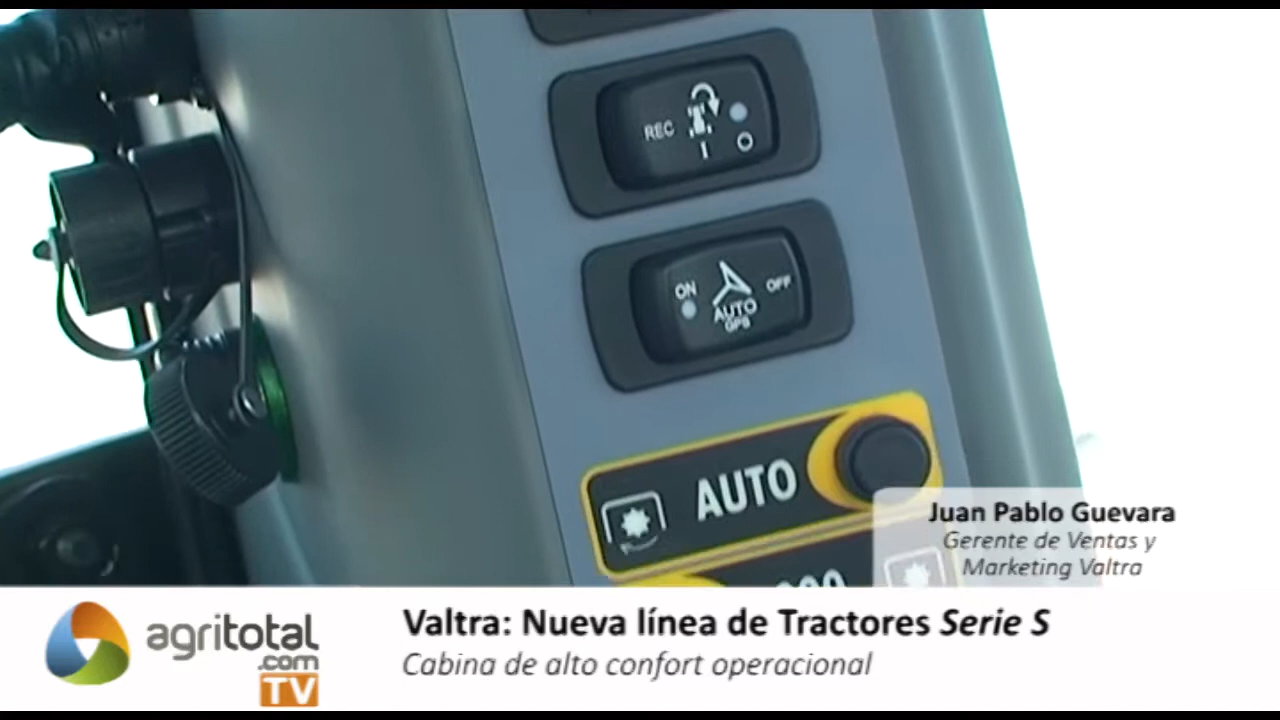 REC
I
O
ON
OFF
AUTO
GPS
AUTO
Juan Pablo Guevara
Gerente de Ventas y
Marketing Valtra
agritotal
.com
TV
Valtra: Nueva línea de Tractores Serie S
Cabina de alto confort operacional